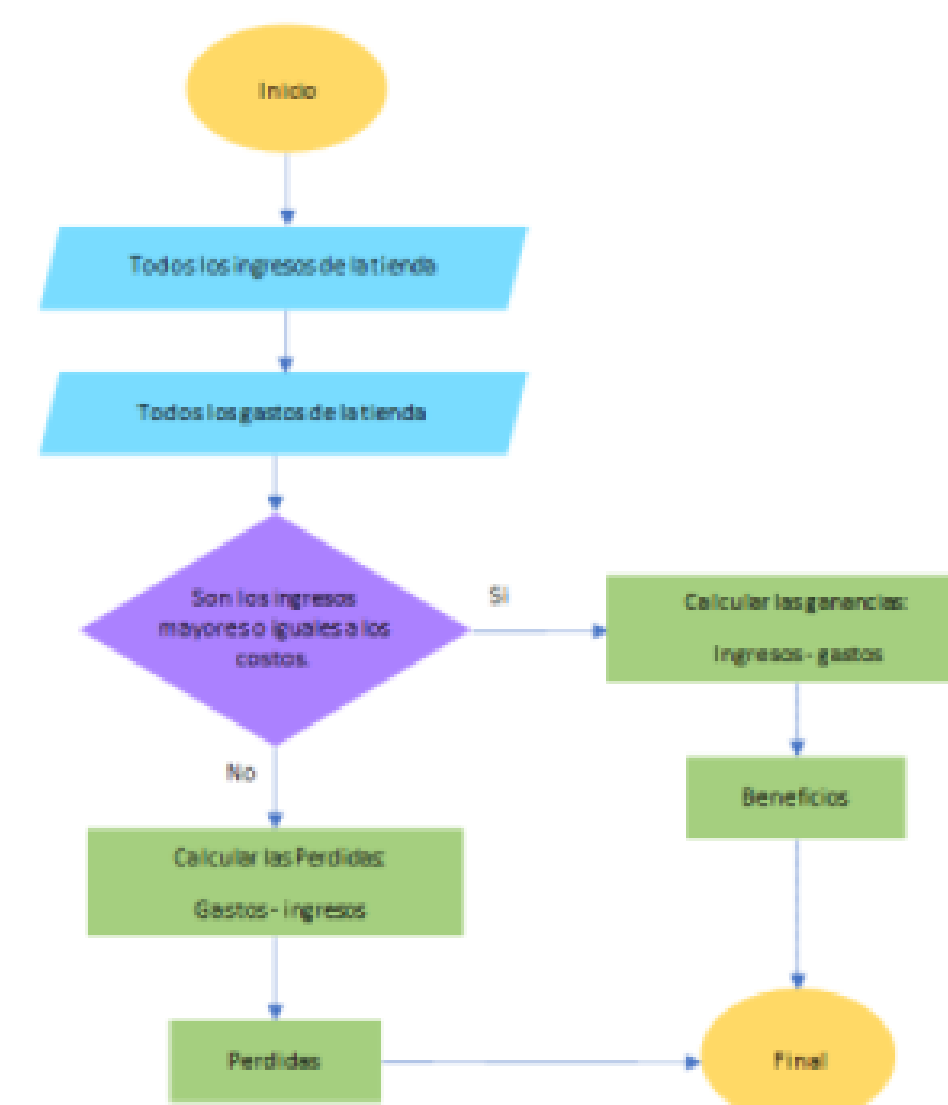 Inicio
Todos los ingresos de la tienda
Todos los gastos de la tienda
Son los ingresos
mayores o iguales a los
costos.
Si
Calcular las ganancias:
Ingresos - gastos
Beneficios
No
Calcular las Perdidas:
Gastos - ingresos
Perdidas
Final